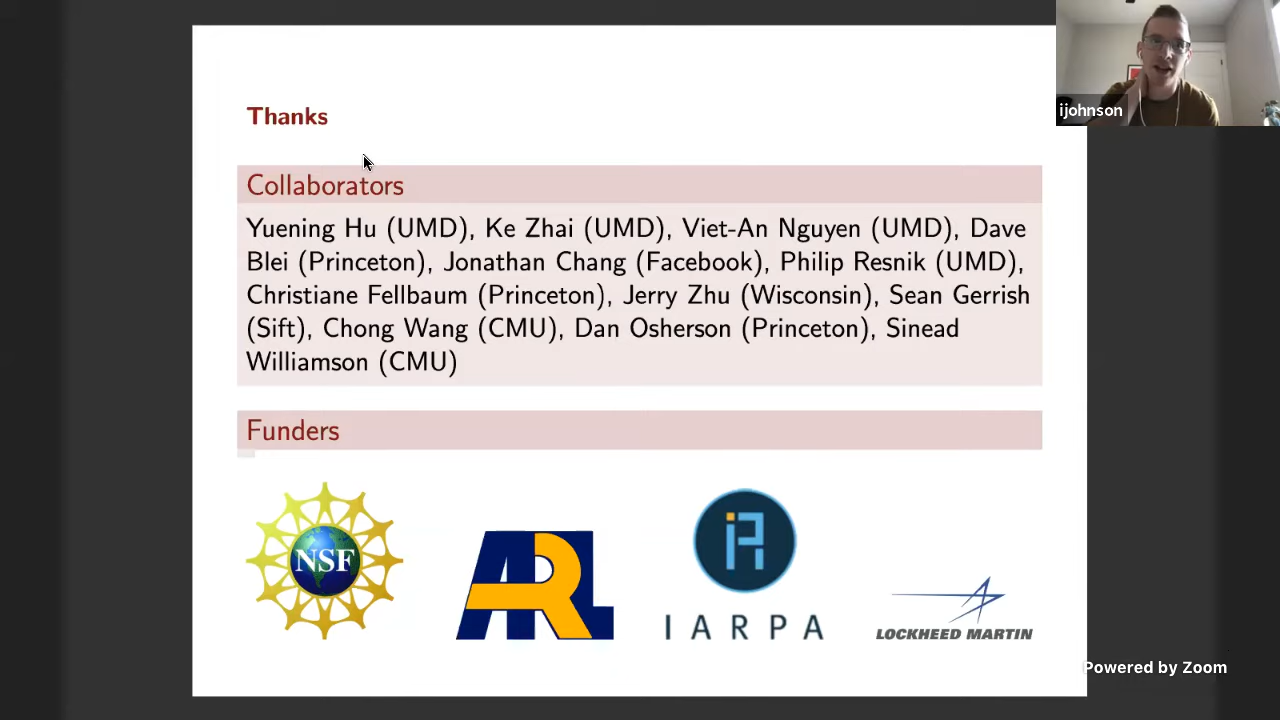 Thanks
Collaborators
Yuening Hu (UMD), Ke Zhai (UMD), Viet-An Nguyen (UMD), Dave
Blei (Princeton), Jonathan Chang (Facebook), Philip Resnik (UMD),
Christiane Fellbaum (Princeton), Jerry Zhu (Wisconsin), Sean Gerrish
(Sift), Chong Wang (CMU), Dan Osherson (Princeton), Sinead
Williamson (CMU)
Funders
NSF
ARL
IARPA
LOCKHEED MARTIN
ijohnson
Powered by Zoom